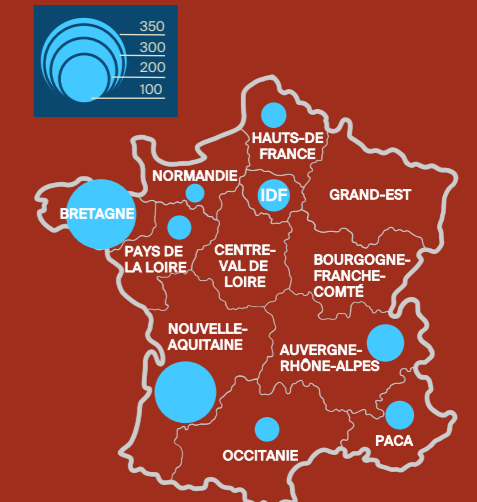 350
300
200
100
HAUTS-DE
FRANCE
NORMANDIE
IDF
GRAND-EST
BRETAGNE
PAYS DE
LA LOIRE
CENTRE-
VAL DE
LOIRE
BOURGOGNE-
FRANCHE-
COMTÉ
NOUVELLE-
AQUITAINE
AUVERGNE-
RHÔNE-ALPES
PACA
OCCITANIE